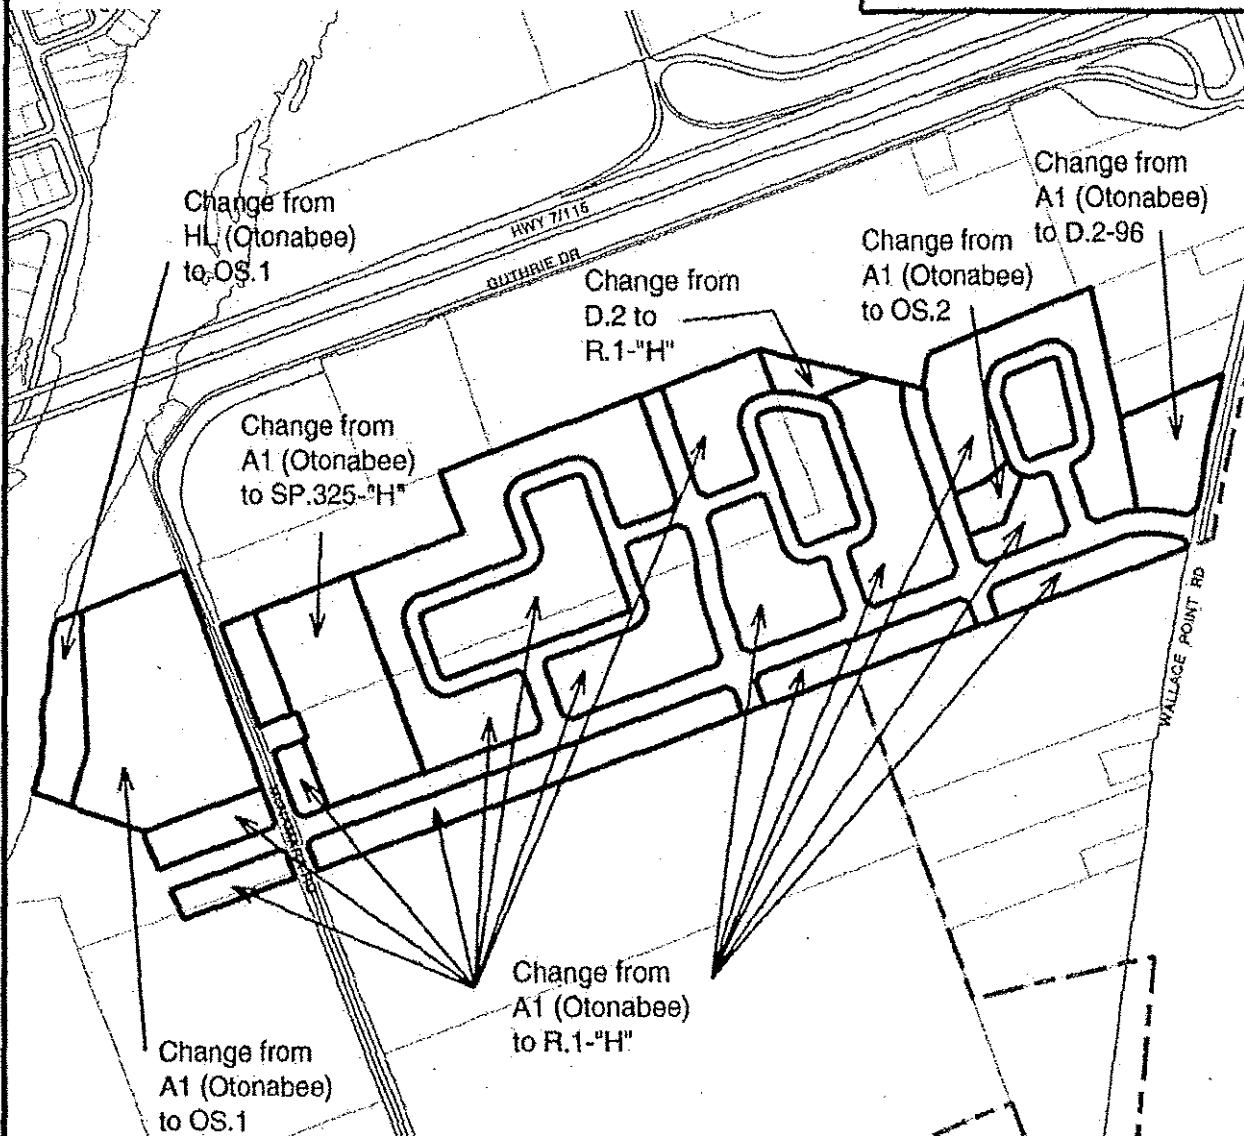 Change from
A1 (Otonabee)
to D.2-96
Change from
HL (Otonabee)
to OS.1
HWY 7/115
GUTHRIE DR
Change from
A1 (Otonabee)
to OS.2
Change from
D.2 to
R.1-"H"
Change from
A1 (Otonabee)
to SP.325-"H"
WALLACE POINT RD
Change from
A1 (Otonabee)
to R.1-"H"
Change from
A1 (Otonabee)
to OS.1